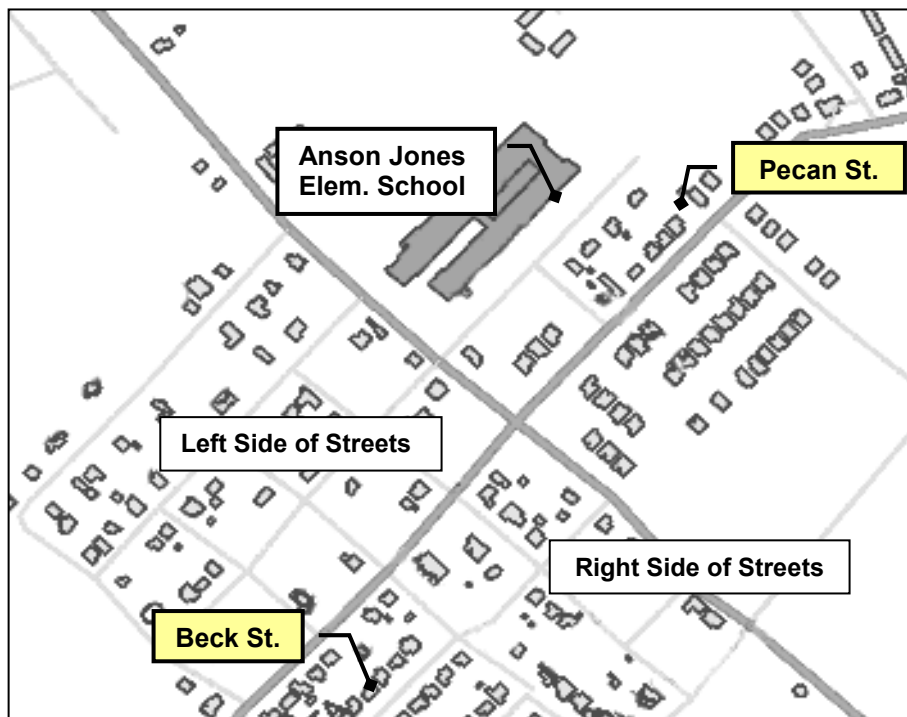 Anson Jones
Elem. School
Pecan St.
Left Side of Streets
Right Side of Streets
Beck St.